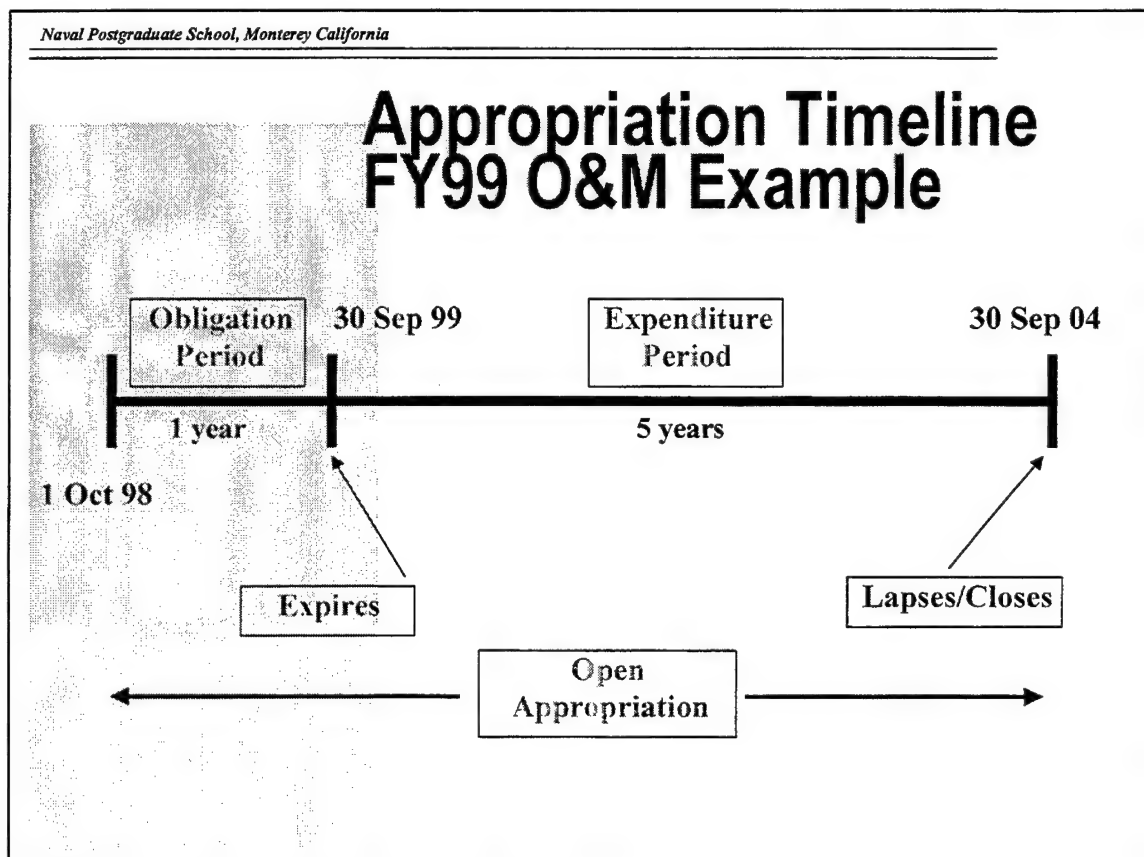 Naval Postgraduate School, Monterey California
Appropriation Timeline
FY99 O&M Example
Obligation
Period
30 Sep 99
Expenditure
Period
30 Sep 04
1 year
5 years
1 Oct 98
Expires
Lapses/Closes
Open
Appropriation